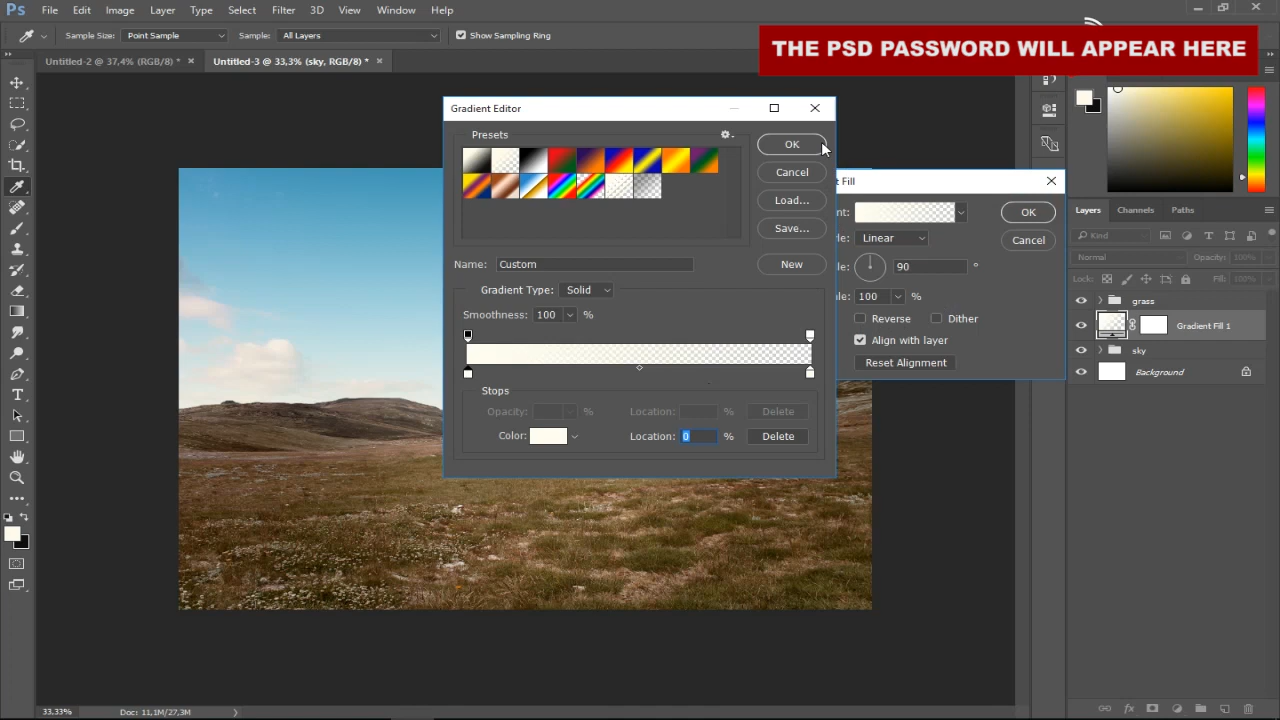 Ps File Edit Image Layer Type Select Filter 3D View Window Help
Sample Size: Point Sample Sample: All Layers Show Sampling Ring
THE PSD PASSWORD WILL APPEAR HERE
Untitled-2 @ 37,4% (RGB/8) * × Untitled-3 @ 33,3% (sky, RGB/8) * ×
Gradient Editor
Presets
OK
Cancel
Load...
Save...
Name: Custom New
Gradient Type: Solid
Smoothness: 100 %
Stops
Opacity: % Location: % Delete
Color: Location: 0 % Delete
t Fill
nt: OK
le: Linear Cancel
le: 90 °
ale: 100 %
Reverse Dither
Align with layer
Reset Alignment
Layers Channels Paths
Kind
Normal Opacity: 100%
Lock: Fill: 100%
grass
Gradient Fill 1
sky
Background
33,33% Doc: 11,1M/27,3M